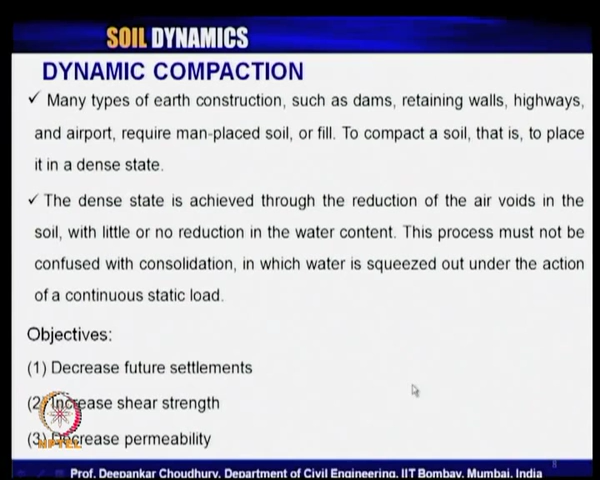 SOIL DYNAMICS
DYNAMIC COMPACTION
✓ Many types of earth construction, such as dams, retaining walls, highways,
and airport, require man-placed soil, or fill. To compact a soil, that is, to place
it in a dense state.
✓ The dense state is achieved through the reduction of the air voids in the
soil, with little or no reduction in the water content. This process must not be
confused with consolidation, in which water is squeezed out under the action
of a continuous static load.
Objectives:
(1) Decrease future settlements
(2) Increase shear strength
(3) Decrease permeability
NPTEL
8
Prof. Deepankar Choudhury, Department of Civil Engineering, IIT Bombay, Mumbai, India